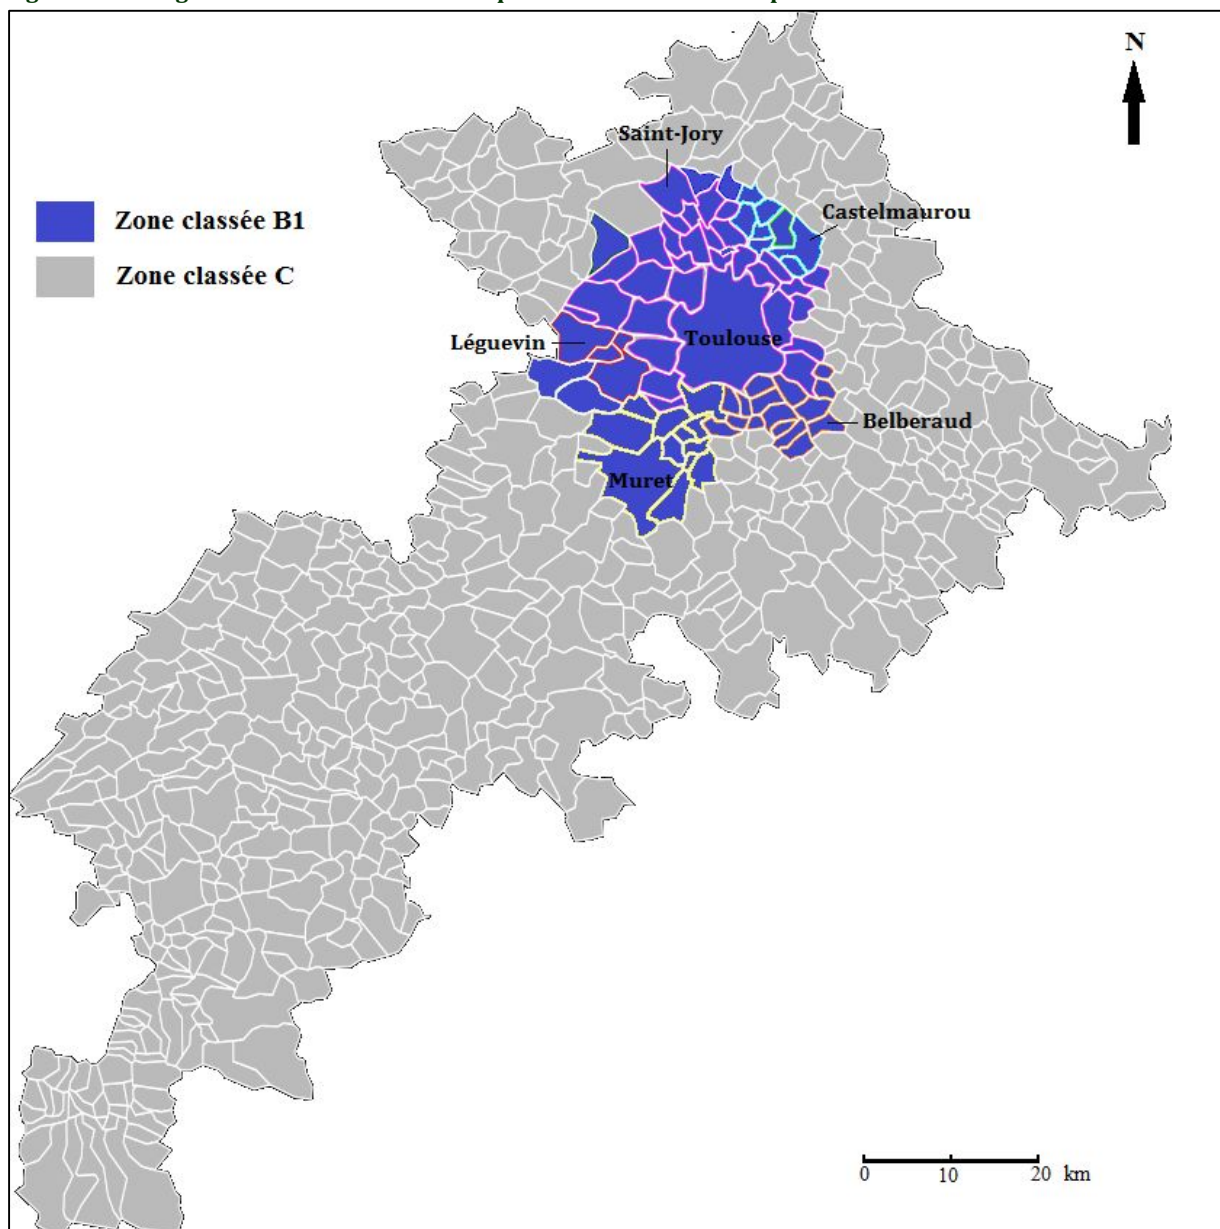 N
Saint-Jory
Zone classée B1
Castelmaurou
Zone classée C
Léguevin
Toulouse
Belberaud
Muret
0 10 20 km